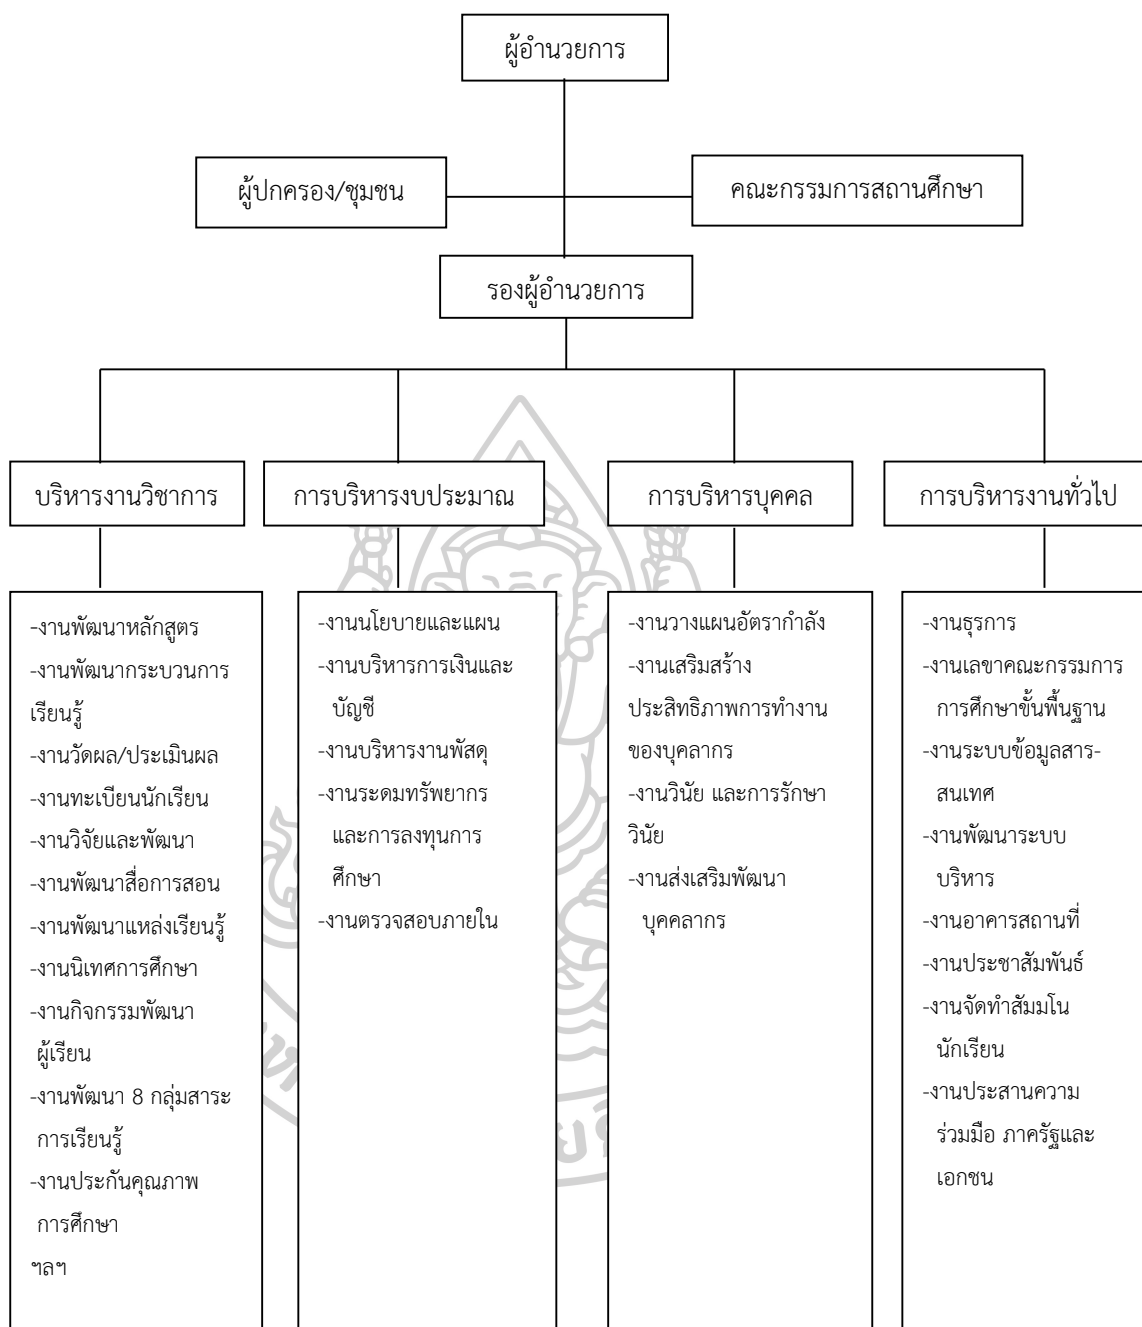 ผู้อำนวยการ
ผู้ปกครอง/ชุมชน
คณะกรรมการสถานศึกษา
รองผู้อำนวยการ
บริหารงานวิชาการ
การบริหารงบประมาณ
การบริหารบุคคล
การบริหารงานทั่วไป
-งานพัฒนาหลักสูตร
-งานพัฒนากระบวนการ
เรียนรู้
-งานวัดผล/ประเมินผล
-งานทะเบียนนักเรียน
-งานวิจัยและพัฒนา
-งานพัฒนาสื่อการสอน
-งานพัฒนาแหล่งเรียนรู้
-งานนิเทศการศึกษา
-งานกิจกรรมพัฒนา
ผู้เรียน
-งานพัฒนา 8 กลุ่มสาระ
การเรียนรู้
-งานประกันคุณภาพ
การศึกษา
ฯลฯ
-งานนโยบายและแผน
-งานบริหารการเงินและ
บัญชี
-งานบริหารงานพัสดุ
-งานระดมทรัพยากร
และการลงทุนการ
ศึกษา
-งานตรวจสอบภายใน
-งานวางแผนอัตรากำลัง
-งานเสริมสร้าง
ประสิทธิภาพการทำงาน
ของบุคลากร
-งานวินัย และการรักษา
วินัย
-งานส่งเสริมพัฒนา
บุคคลากร
-งานธุรการ
-งานเลขาคณะกรรมการ
การศึกษาขั้นพื้นฐาน
-งานระบบข้อมูลสาร-
สนเทศ
-งานพัฒนาระบบ
บริหาร
-งานอาคารสถานที่
-งานประชาสัมพันธ์
-งานจัดทำสัมมโน
นักเรียน
-งานประสานความ
ร่วมมือ ภาครัฐและ
เอกชน